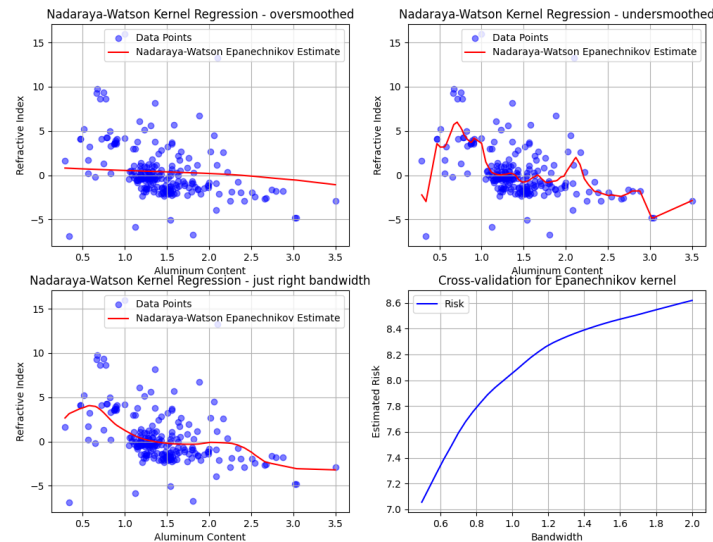 Nadaraya-Watson Kernel Regression - oversmoothed
Data Points
Nadaraya-Watson Epanechnikov Estimate
15
10
5
0
−5
Refractive Index
0.5 1.0 1.5 2.0 2.5 3.0 3.5
Aluminum Content
Nadaraya-Watson Kernel Regression - undersmoothed
Data Points
Nadaraya-Watson Epanechnikov Estimate
15
10
5
0
−5
Refractive Index
0.5 1.0 1.5 2.0 2.5 3.0 3.5
Aluminum Content
Nadaraya-Watson Kernel Regression - just right bandwidth
Data Points
Nadaraya-Watson Epanechnikov Estimate
15
10
5
0
−5
Refractive Index
0.5 1.0 1.5 2.0 2.5 3.0 3.5
Aluminum Content
Cross-validation for Epanechnikov kernel
Risk
8.6
8.4
8.2
8.0
7.8
7.6
7.4
7.2
7.0
Estimated Risk
0.6 0.8 1.0 1.2 1.4 1.6 1.8 2.0
Bandwidth